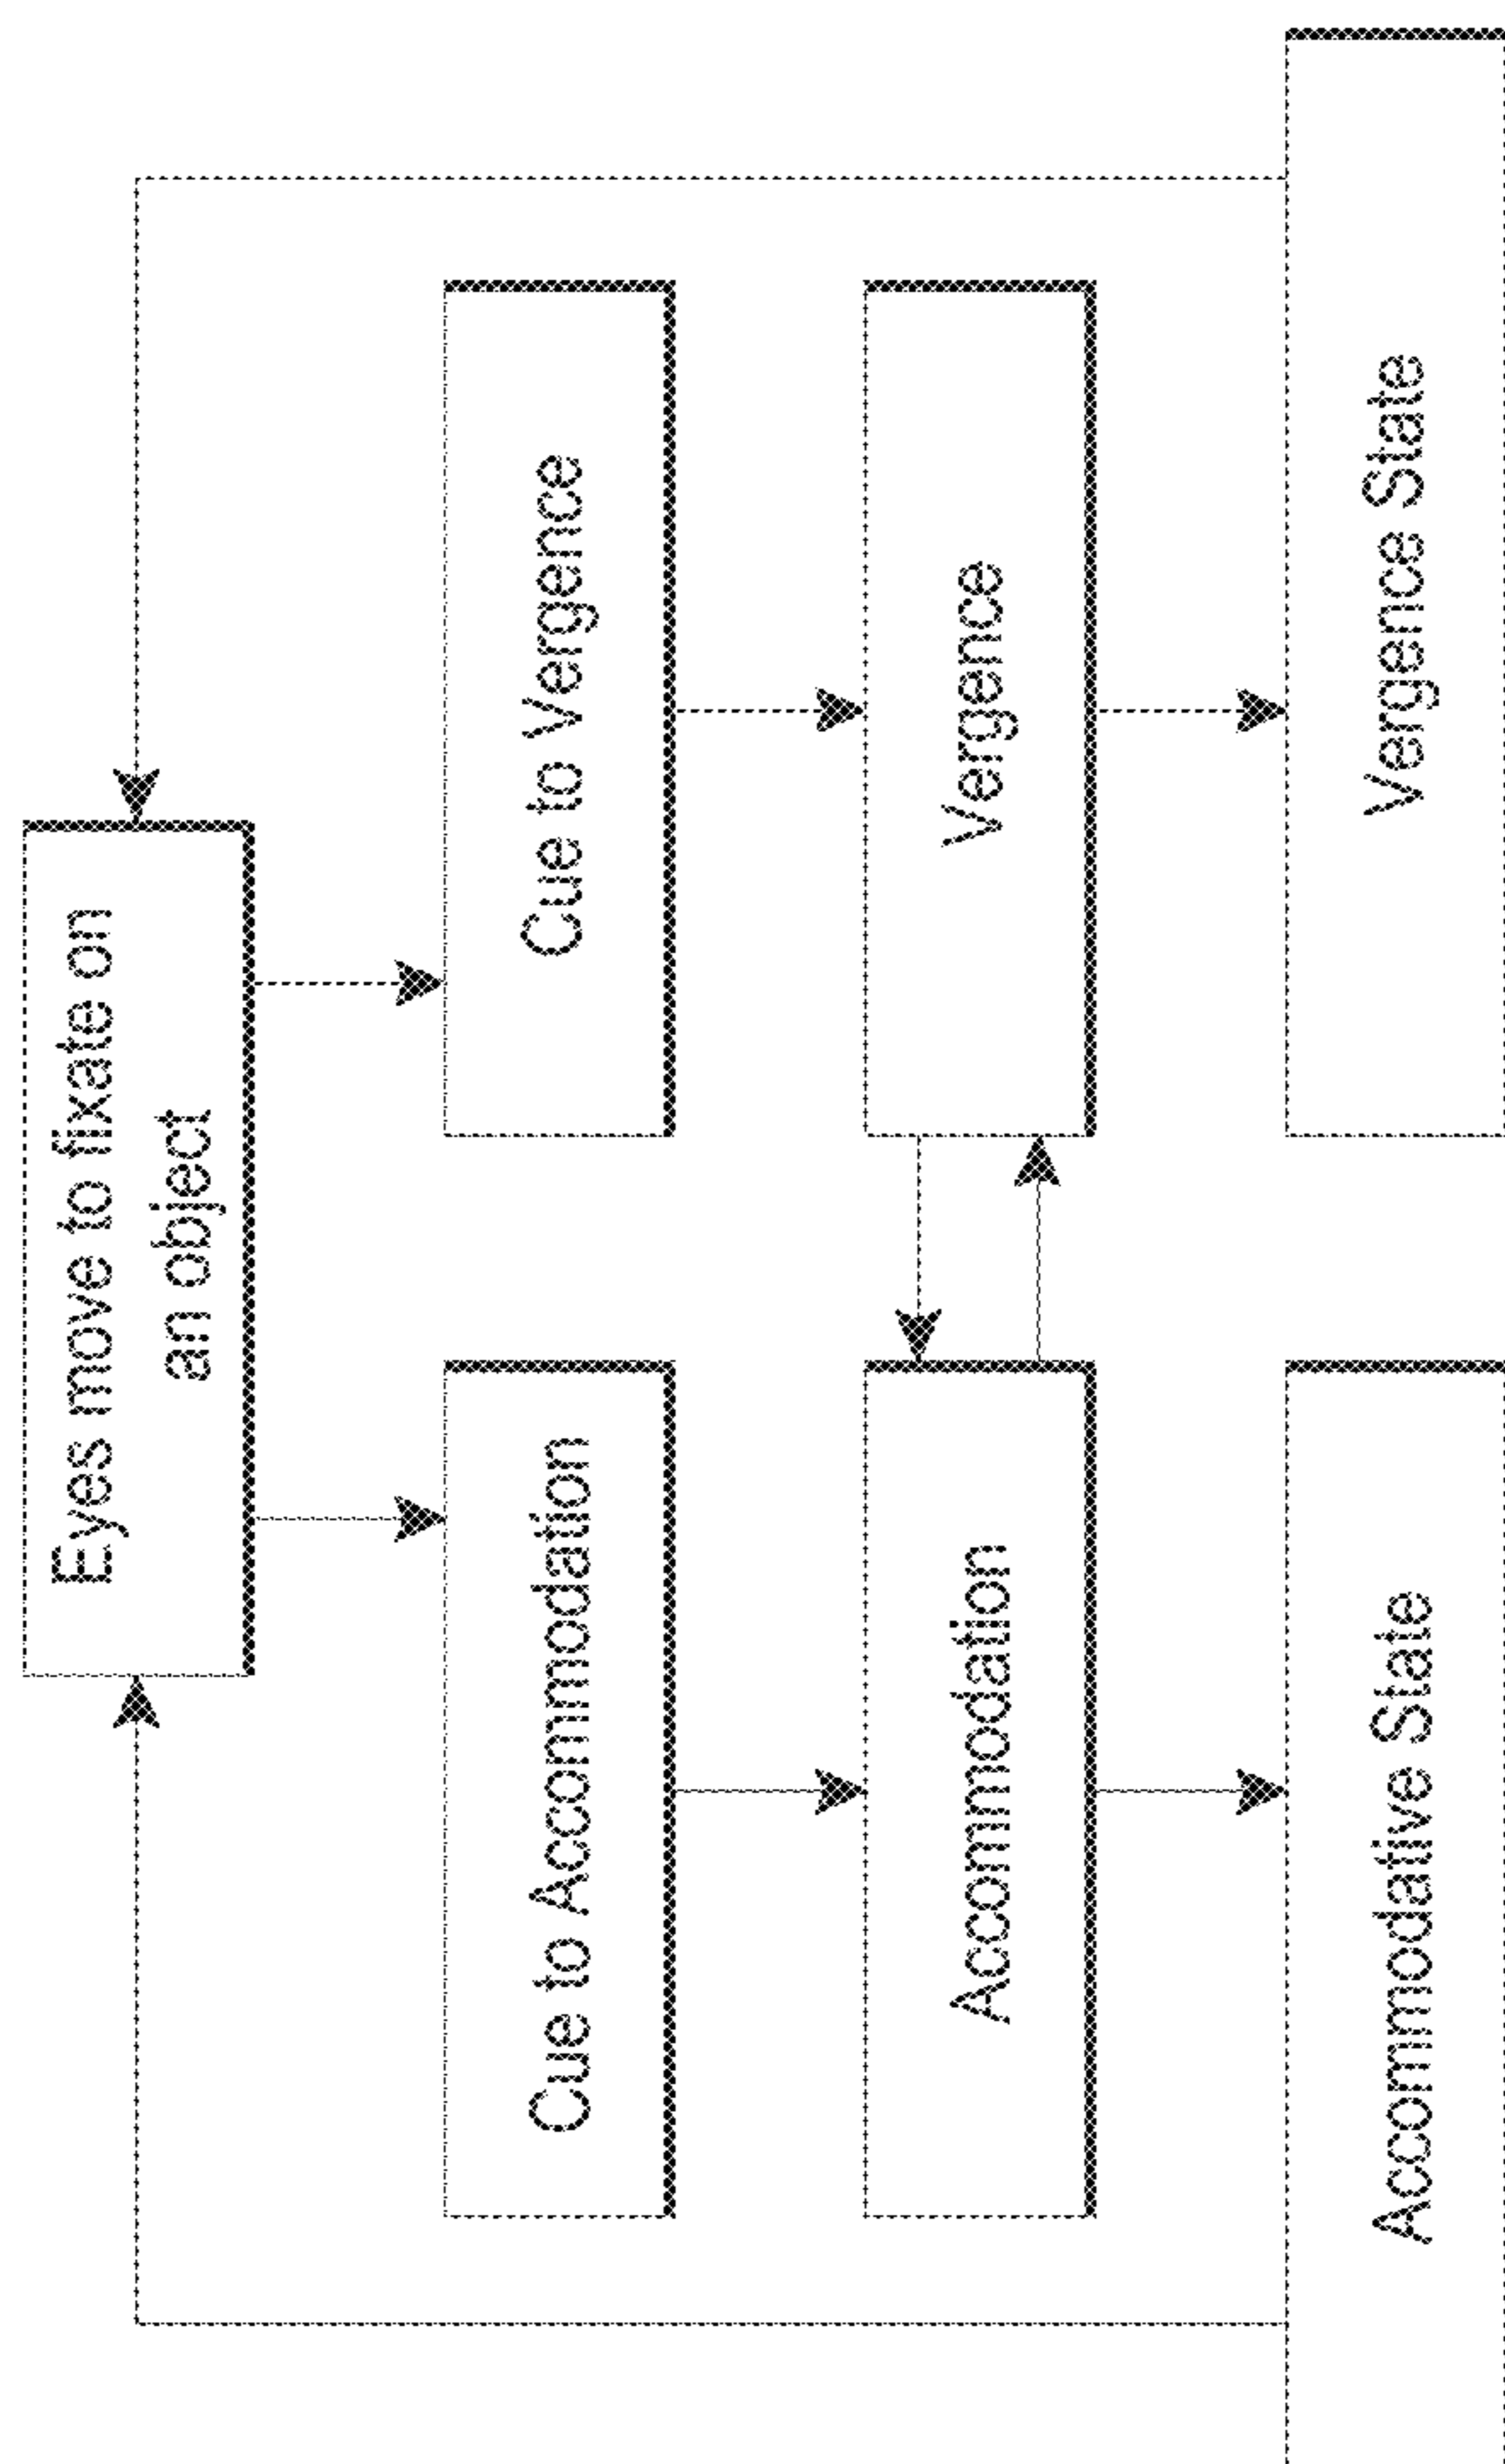 Eyes move to fixate on
an object
Cue to Accommodation
Cue to Vergence
Accommodation
Vergence
Accommodative State
Vergence State